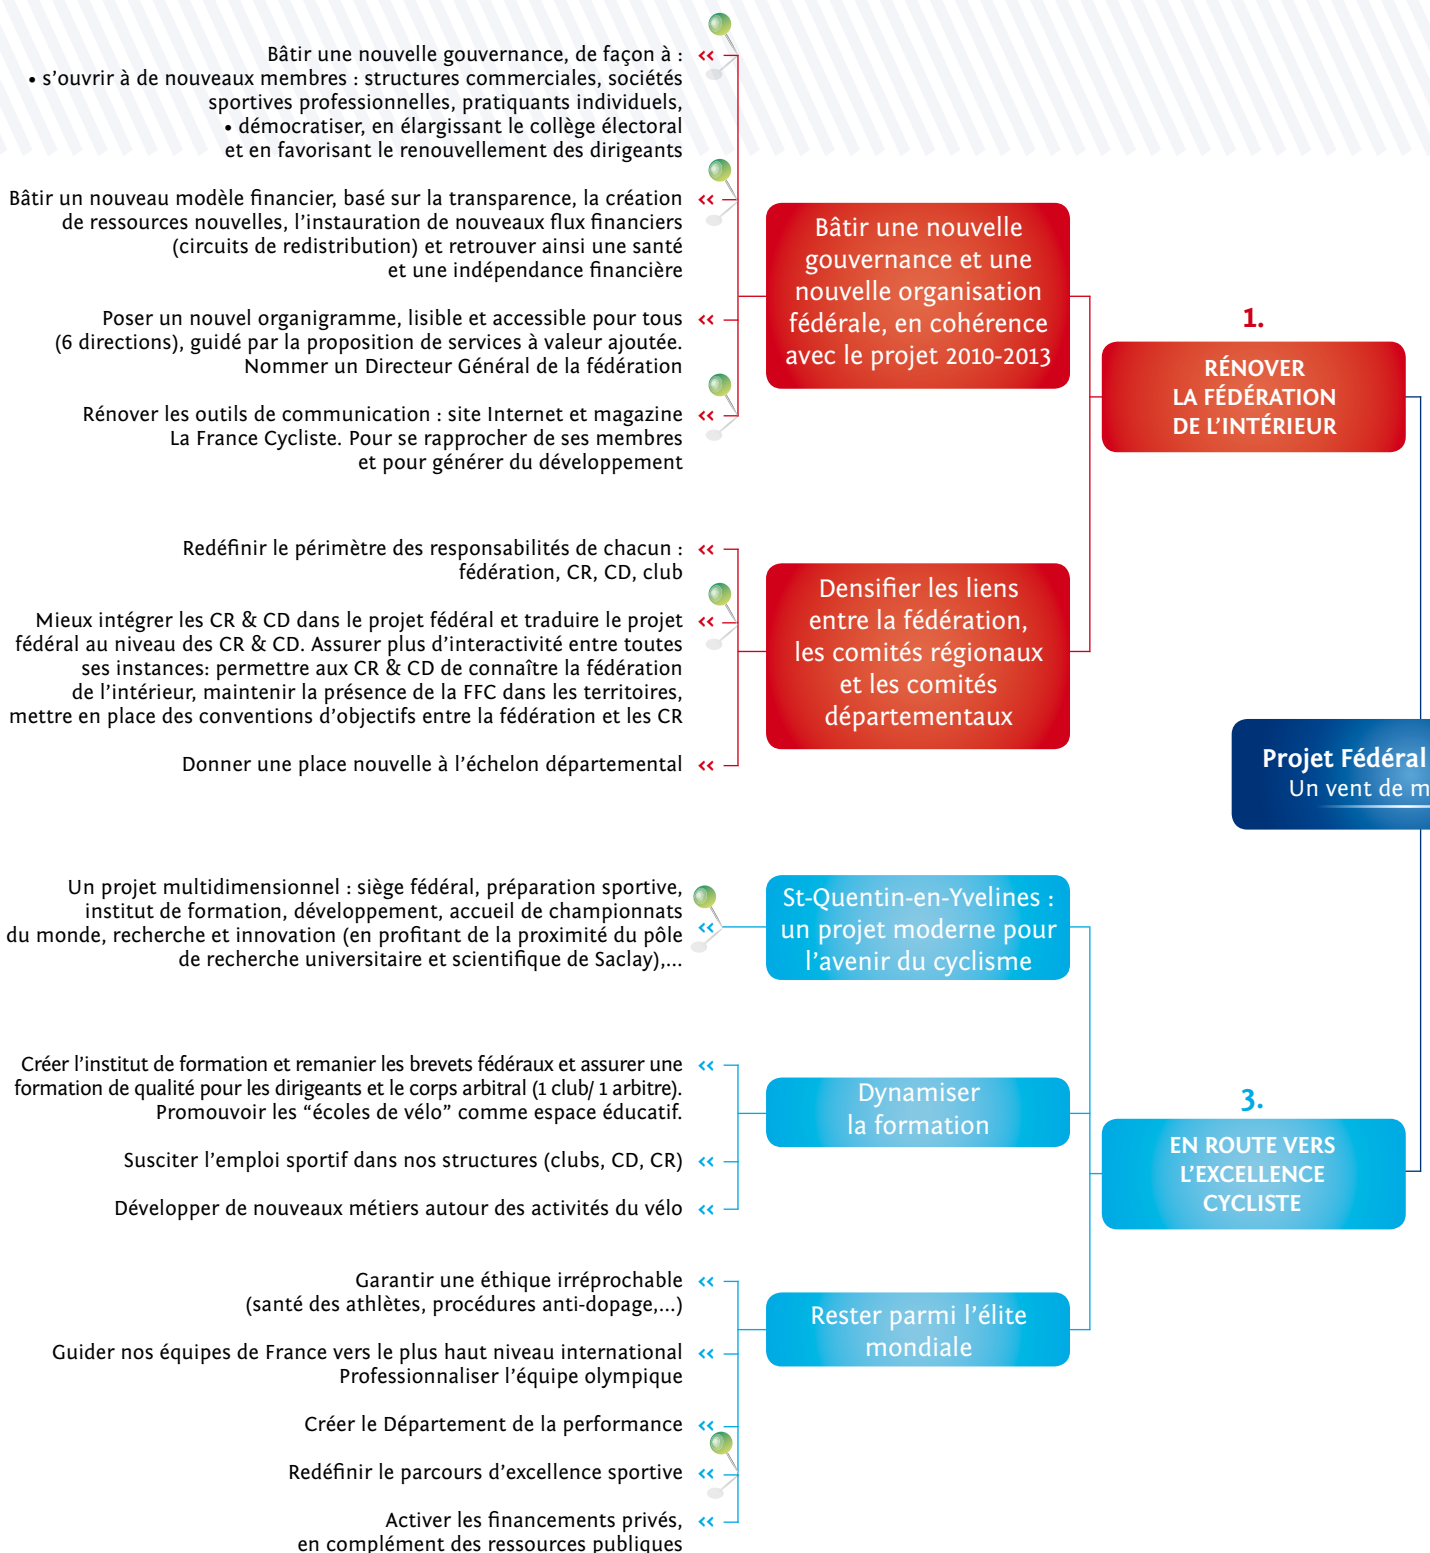 Bâtir une nouvelle gouvernance, de façon à :
• s’ouvrir à de nouveaux membres : structures commerciales, sociétés
sportives professionnelles, pratiquants individuels,
• démocratiser, en élargissant le collège électoral
et en favorisant le renouvellement des dirigeants
Bâtir un nouveau modèle financier, basé sur la transparence, la création
de ressources nouvelles, l’instauration de nouveaux flux financiers
(circuits de redistribution) et retrouver ainsi une santé
et une indépendance financière
Poser un nouvel organigramme, lisible et accessible pour tous
(6 directions), guidé par la proposition de services à valeur ajoutée.
Nommer un Directeur Général de la fédération
Rénover les outils de communication : site Internet et magazine
La France Cycliste. Pour se rapprocher de ses membres
et pour générer du développement
Bâtir une nouvelle
gouvernance et une
nouvelle organisation
fédérale, en cohérence
avec le projet 2010-2013
1.
RÉNOVER
LA FÉDÉRATION
DE L’INTÉRIEUR
Redéfinir le périmètre des responsabilités de chacun :
fédération, CR, CD, club
Mieux intégrer les CR & CD dans le projet fédéral et traduire le projet
fédéral au niveau des CR & CD. Assurer plus d’interactivité entre toutes
ses instances: permettre aux CR & CD de connaître la fédération
de l’intérieur, maintenir la présence de la FFC dans les territoires,
mettre en place des conventions d’objectifs entre la fédération et les CR
Donner une place nouvelle à l’échelon départemental
Densifier les liens
entre la fédération,
les comités régionaux
et les comités
départementaux
Projet Fédéral
Un vent de m
Un projet multidimensionnel : siège fédéral, préparation sportive,
institut de formation, développement, accueil de championnats
du monde, recherche et innovation (en profitant de la proximité du pôle
de recherche universitaire et scientifique de Saclay),...
St-Quentin-en-Yvelines :
un projet moderne pour
l’avenir du cyclisme
Créer l’institut de formation et remanier les brevets fédéraux et assurer une
formation de qualité pour les dirigeants et le corps arbitral (1 club/ 1 arbitre).
Promouvoir les “écoles de vélo” comme espace éducatif.
Susciter l’emploi sportif dans nos structures (clubs, CD, CR)
Développer de nouveaux métiers autour des activités du vélo
Dynamiser
la formation
3.
EN ROUTE VERS
L’EXCELLENCE
CYCLISTE
Garantir une éthique irréprochable
(santé des athlètes, procédures anti-dopage,...)
Guider nos équipes de France vers le plus haut niveau international
Professionnaliser l’équipe olympique
Créer le Département de la performance
Redéfinir le parcours d’excellence sportive
Activer les financements privés,
en complément des ressources publiques
Rester parmi l’élite
mondiale